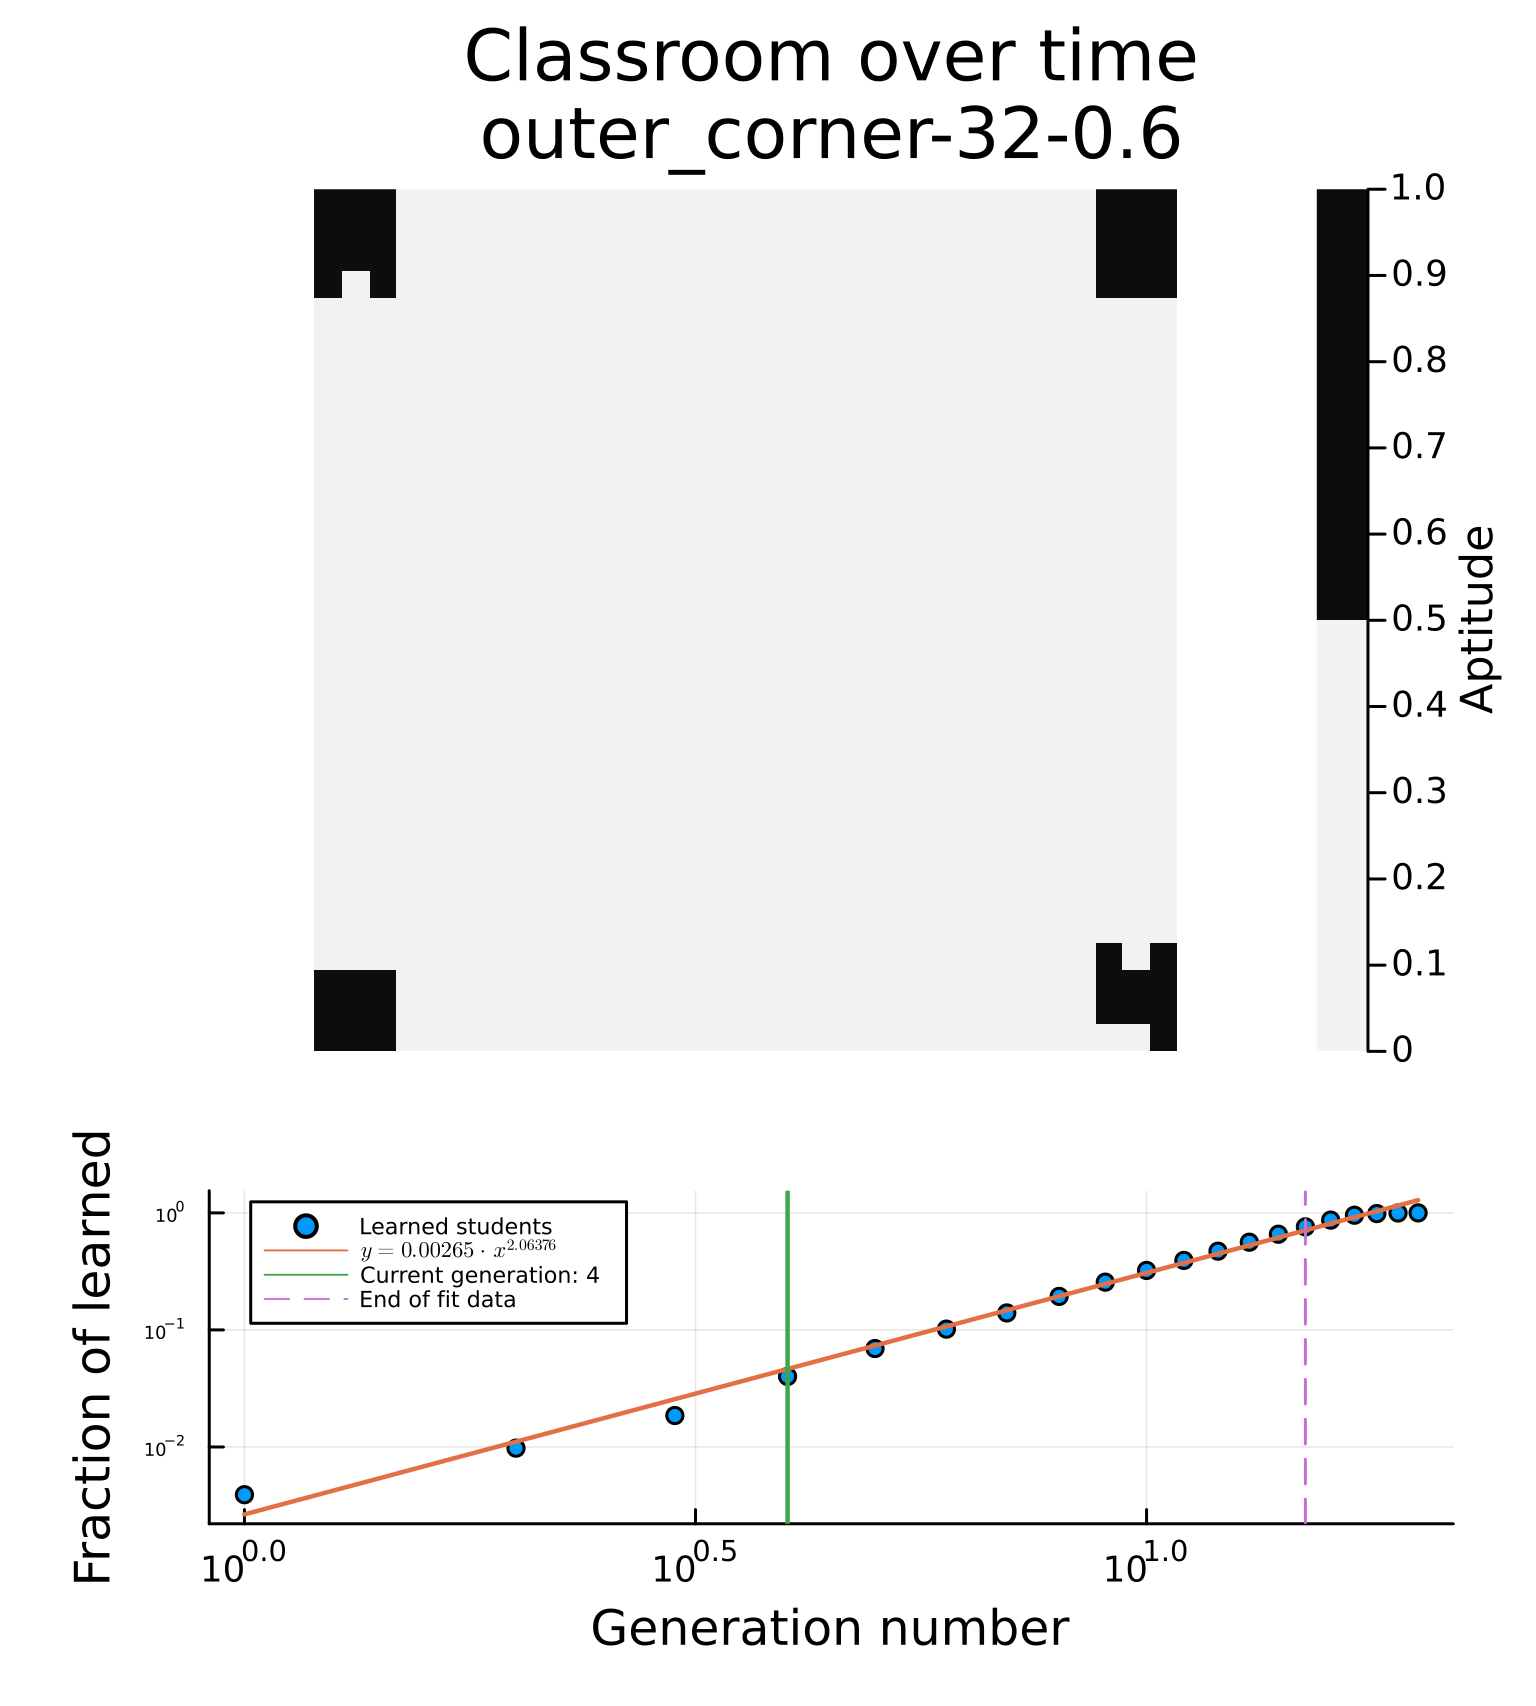 Classroom over time
outer_corner-32-0.6
1.0
0.9
0.8
0.7
0.6
0.5
0.4
0.3
0.2
0.1
0
Aptitude
Fraction of learned
10^0
10^-1
10^-2
Learned students
y = 0.00265 · x^2.06376
Current generation: 4
End of fit data
10^0.0
10^0.5
10^1.0
Generation number